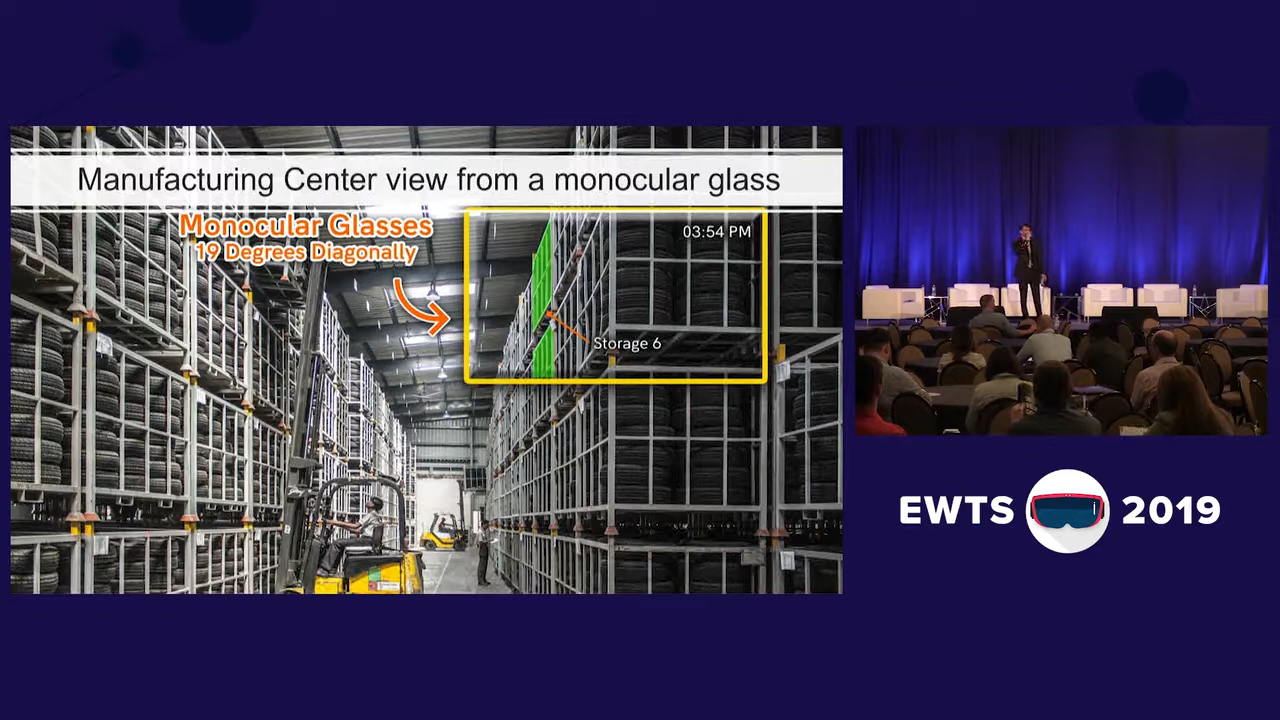 Manufacturing Center view from a monocular glass
Monocular Glasses
19 Degrees Diagonally
03:54 PM
Storage 6
EWTS 2019